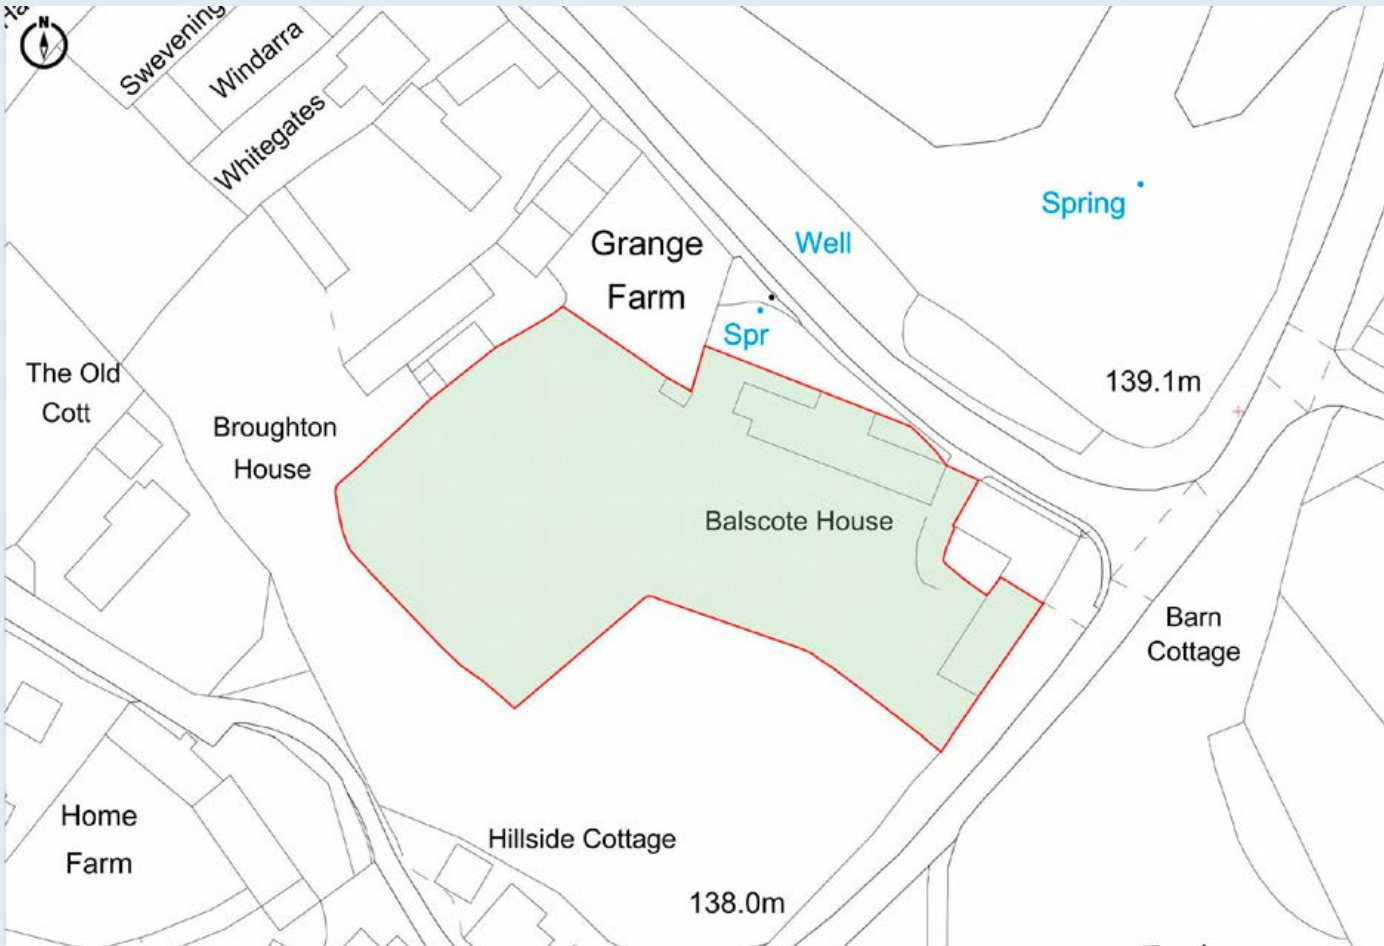 N
Swevening
Windarra
Whitegates
Grange
Farm
Well
Spring
Spr
139.1m
The Old
Cott
Broughton
House
Balscote House
Barn
Cottage
Home
Farm
Hillside Cottage
138.0m